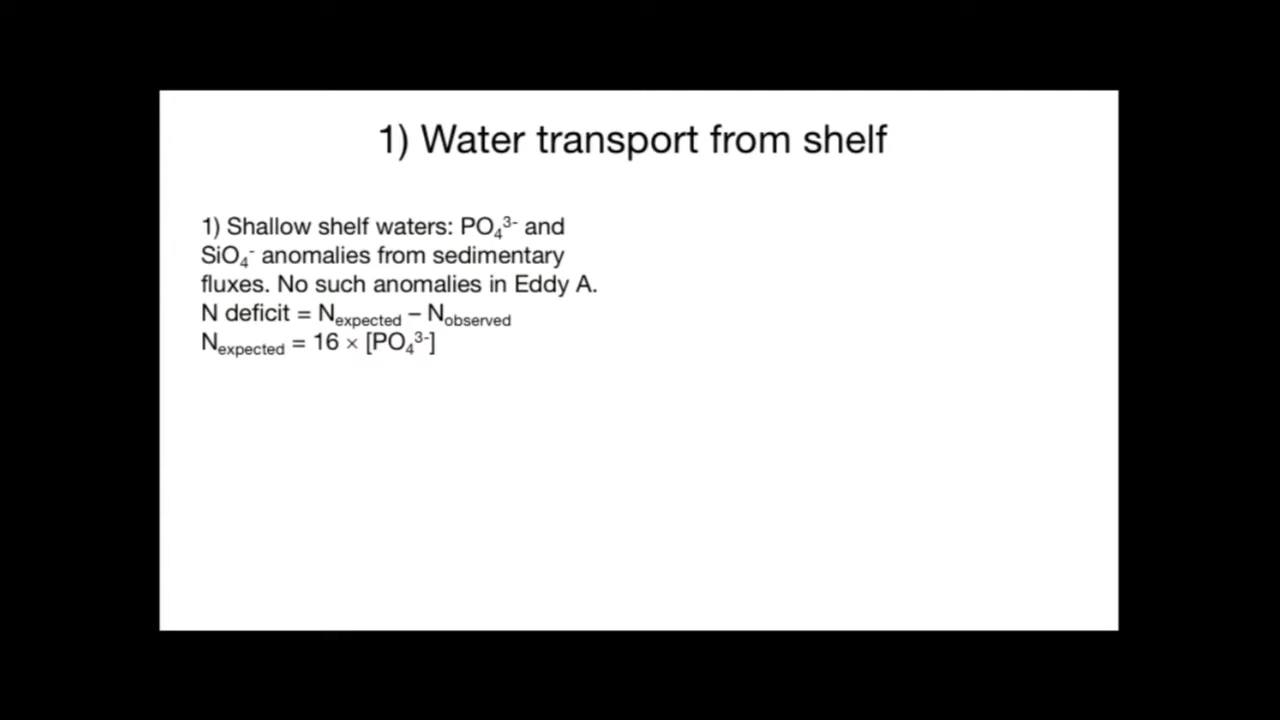 1) Water transport from shelf
1) Shallow shelf waters: PO₄³⁻ and
SiO₄⁻ anomalies from sedimentary
fluxes. No such anomalies in Eddy A.
N deficit = N_expected – N_observed
N_expected = 16 × [PO₄³⁻]